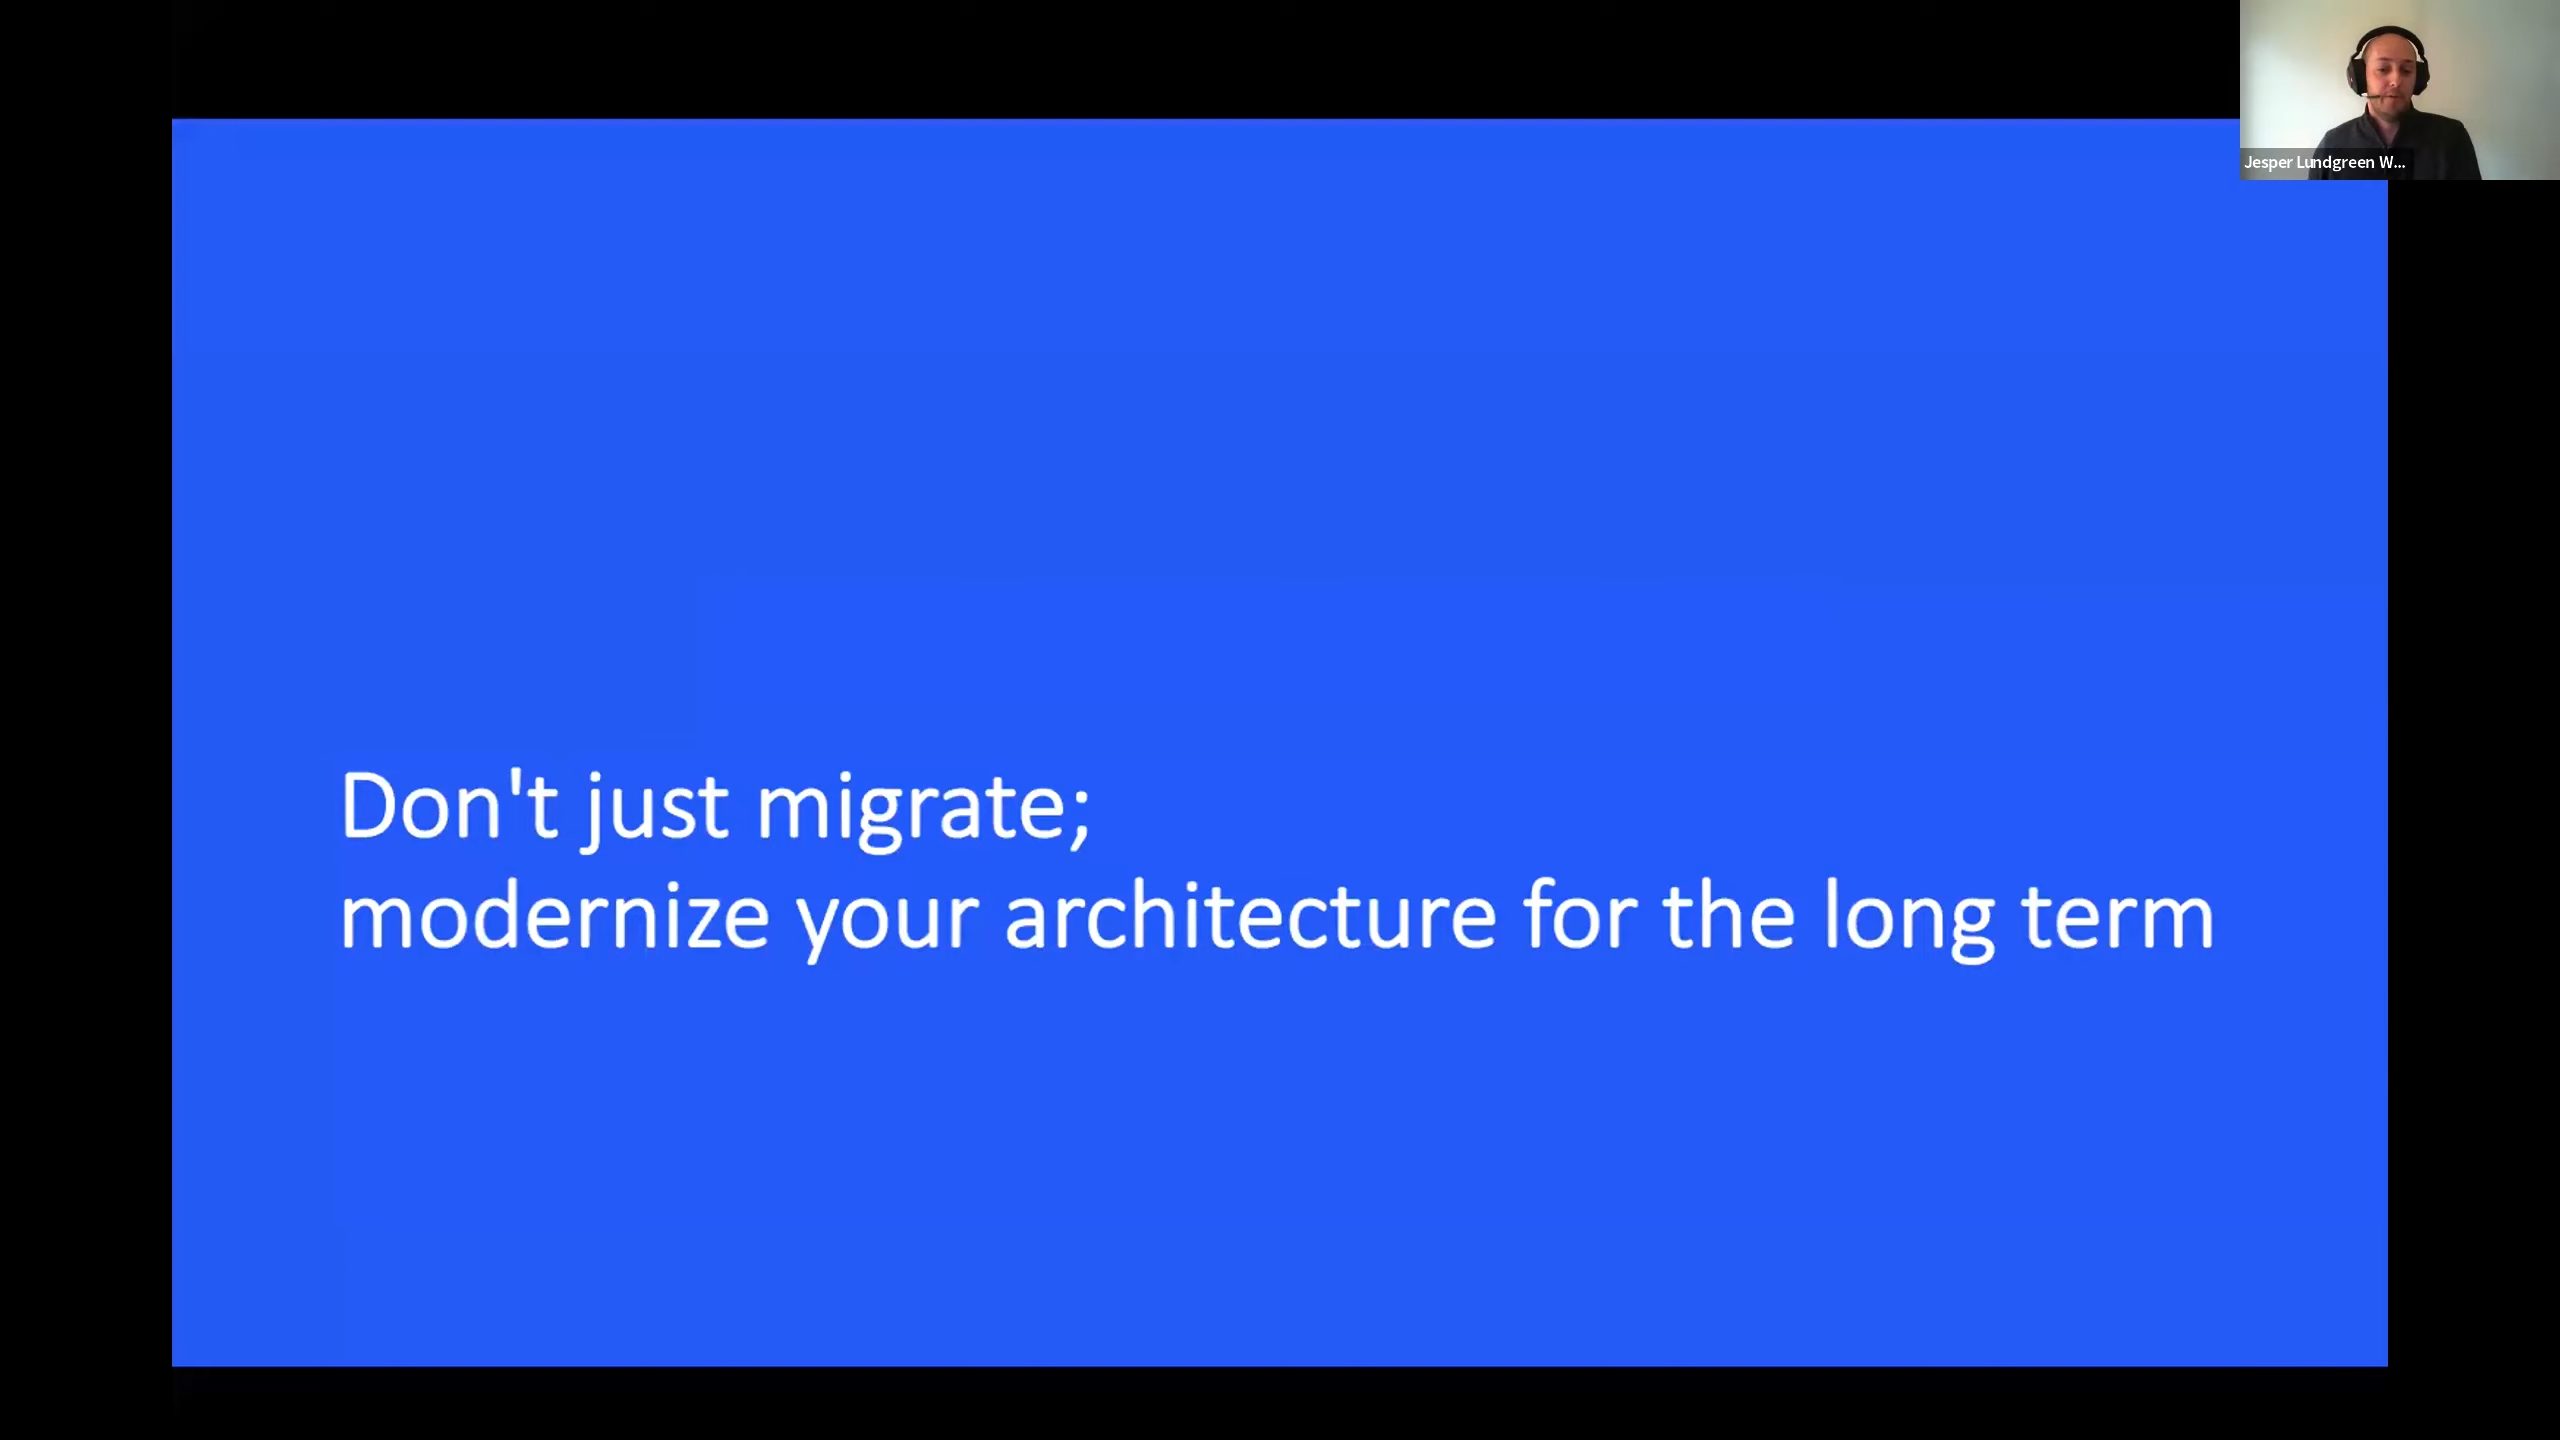 Jesper Lundgreen W...
Don't just migrate;
modernize your architecture for the long term